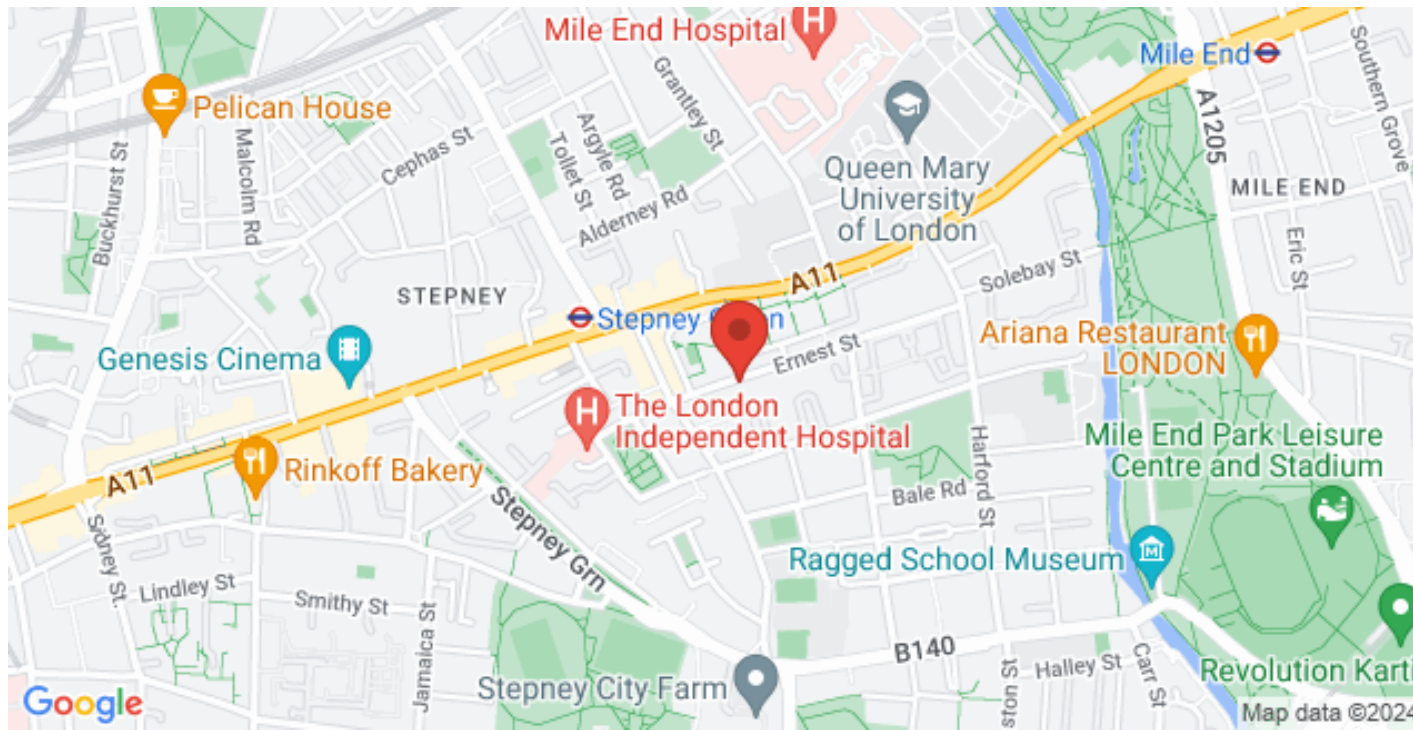 Mile End Hospital
Mile End
Southern Grove
Grantley St
A1205
Pelican House
Argyle Rd
Tollet St
Cephas St
Malcolm Rd
Buckhurst St
Queen Mary
University
of London
MILE END
Alderney Rd
Eric St
Solebay St
A11
STEPNEY
Stepney
Ernest St
Genesis Cinema
Ariana Restaurant
LONDON
The London
Independent Hospital
Harford St
Mile End Park Leisure
Centre and Stadium
A11
Rinkoff Bakery
Bale Rd
Stepney Grn
Sidney St.
Ragged School Museum
Lindley St
Smithy St
Jamaica St
B140
Halley St
Carr St
Revolution Karti
Stepney City Farm
ston St
Google
Map data ©2024